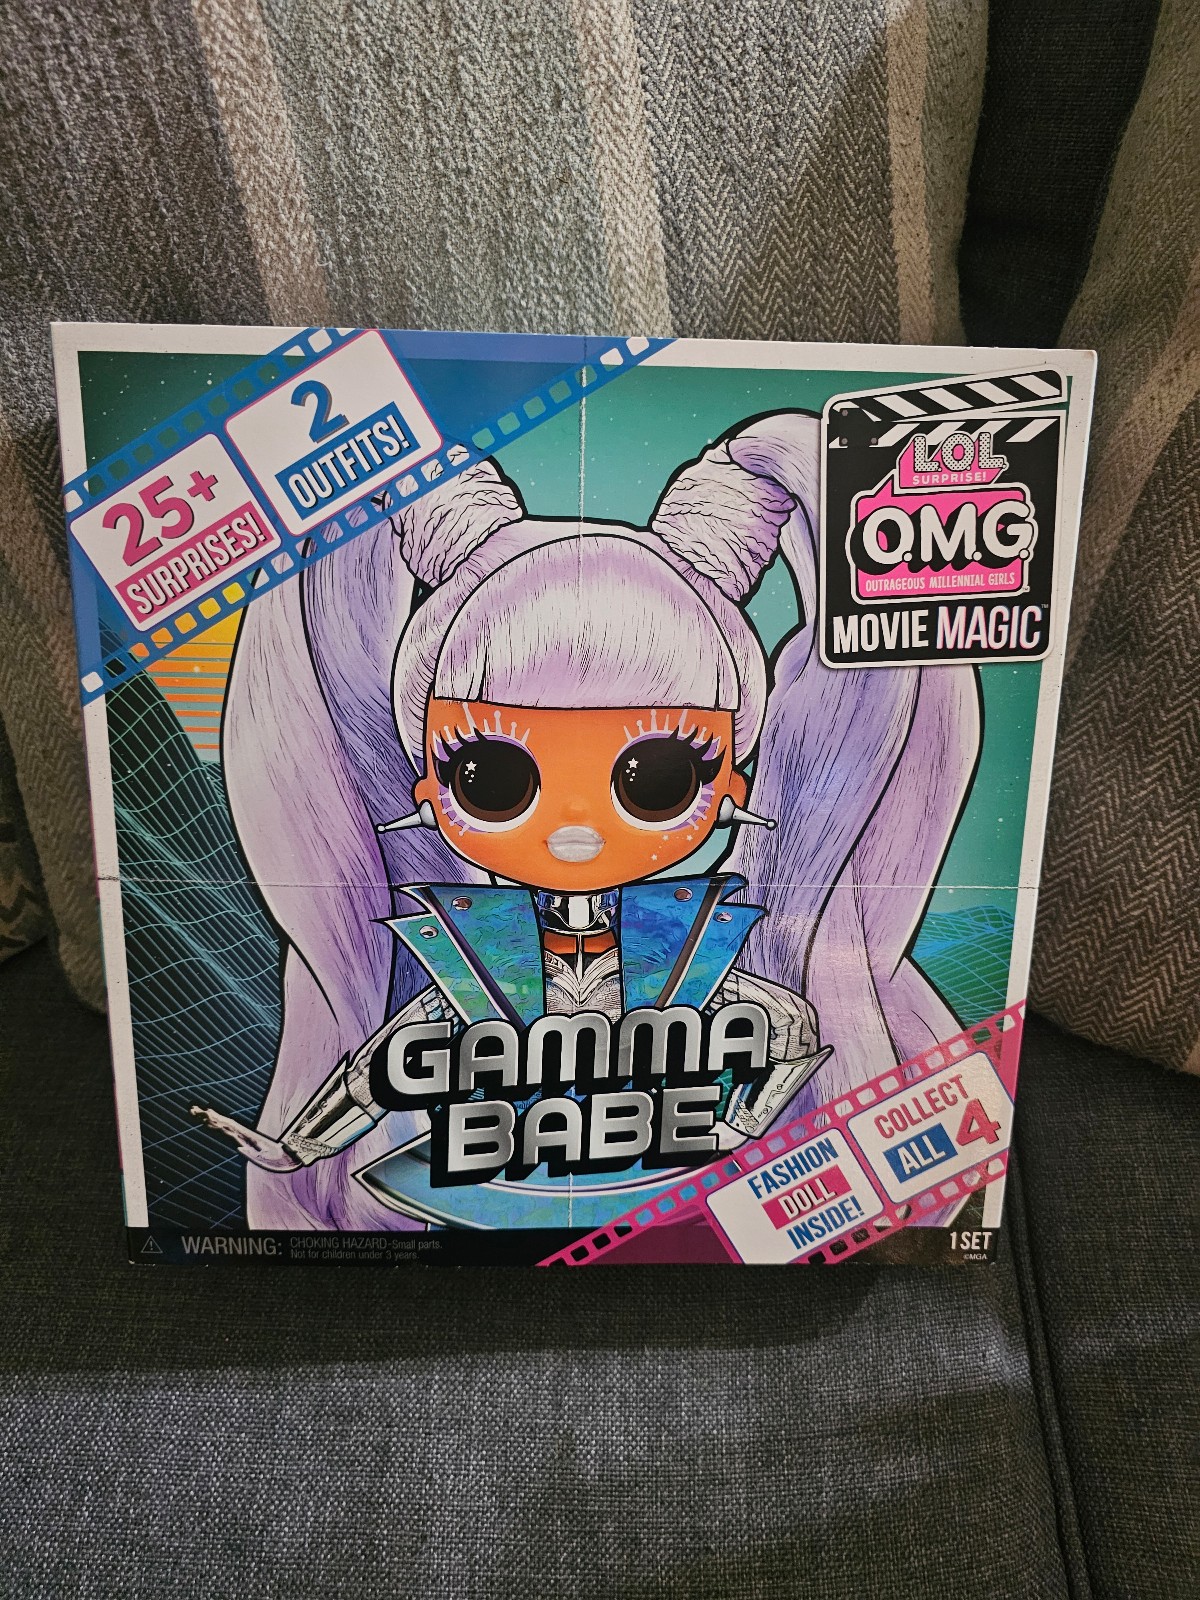 25+
SURPRISES!
2
OUTFITS!
L.O.L.
SURPRISE!
O.M.G.
OUTRAGEOUS MILLENNIAL GIRLS
MOVIE MAGIC™
GAMMA
BABE
FASHION
DOLL
INSIDE!
COLLECT
ALL 4
WARNING: CHOKING HAZARD-Small parts.
Not for children under 3 years.
1 SET
©MGA